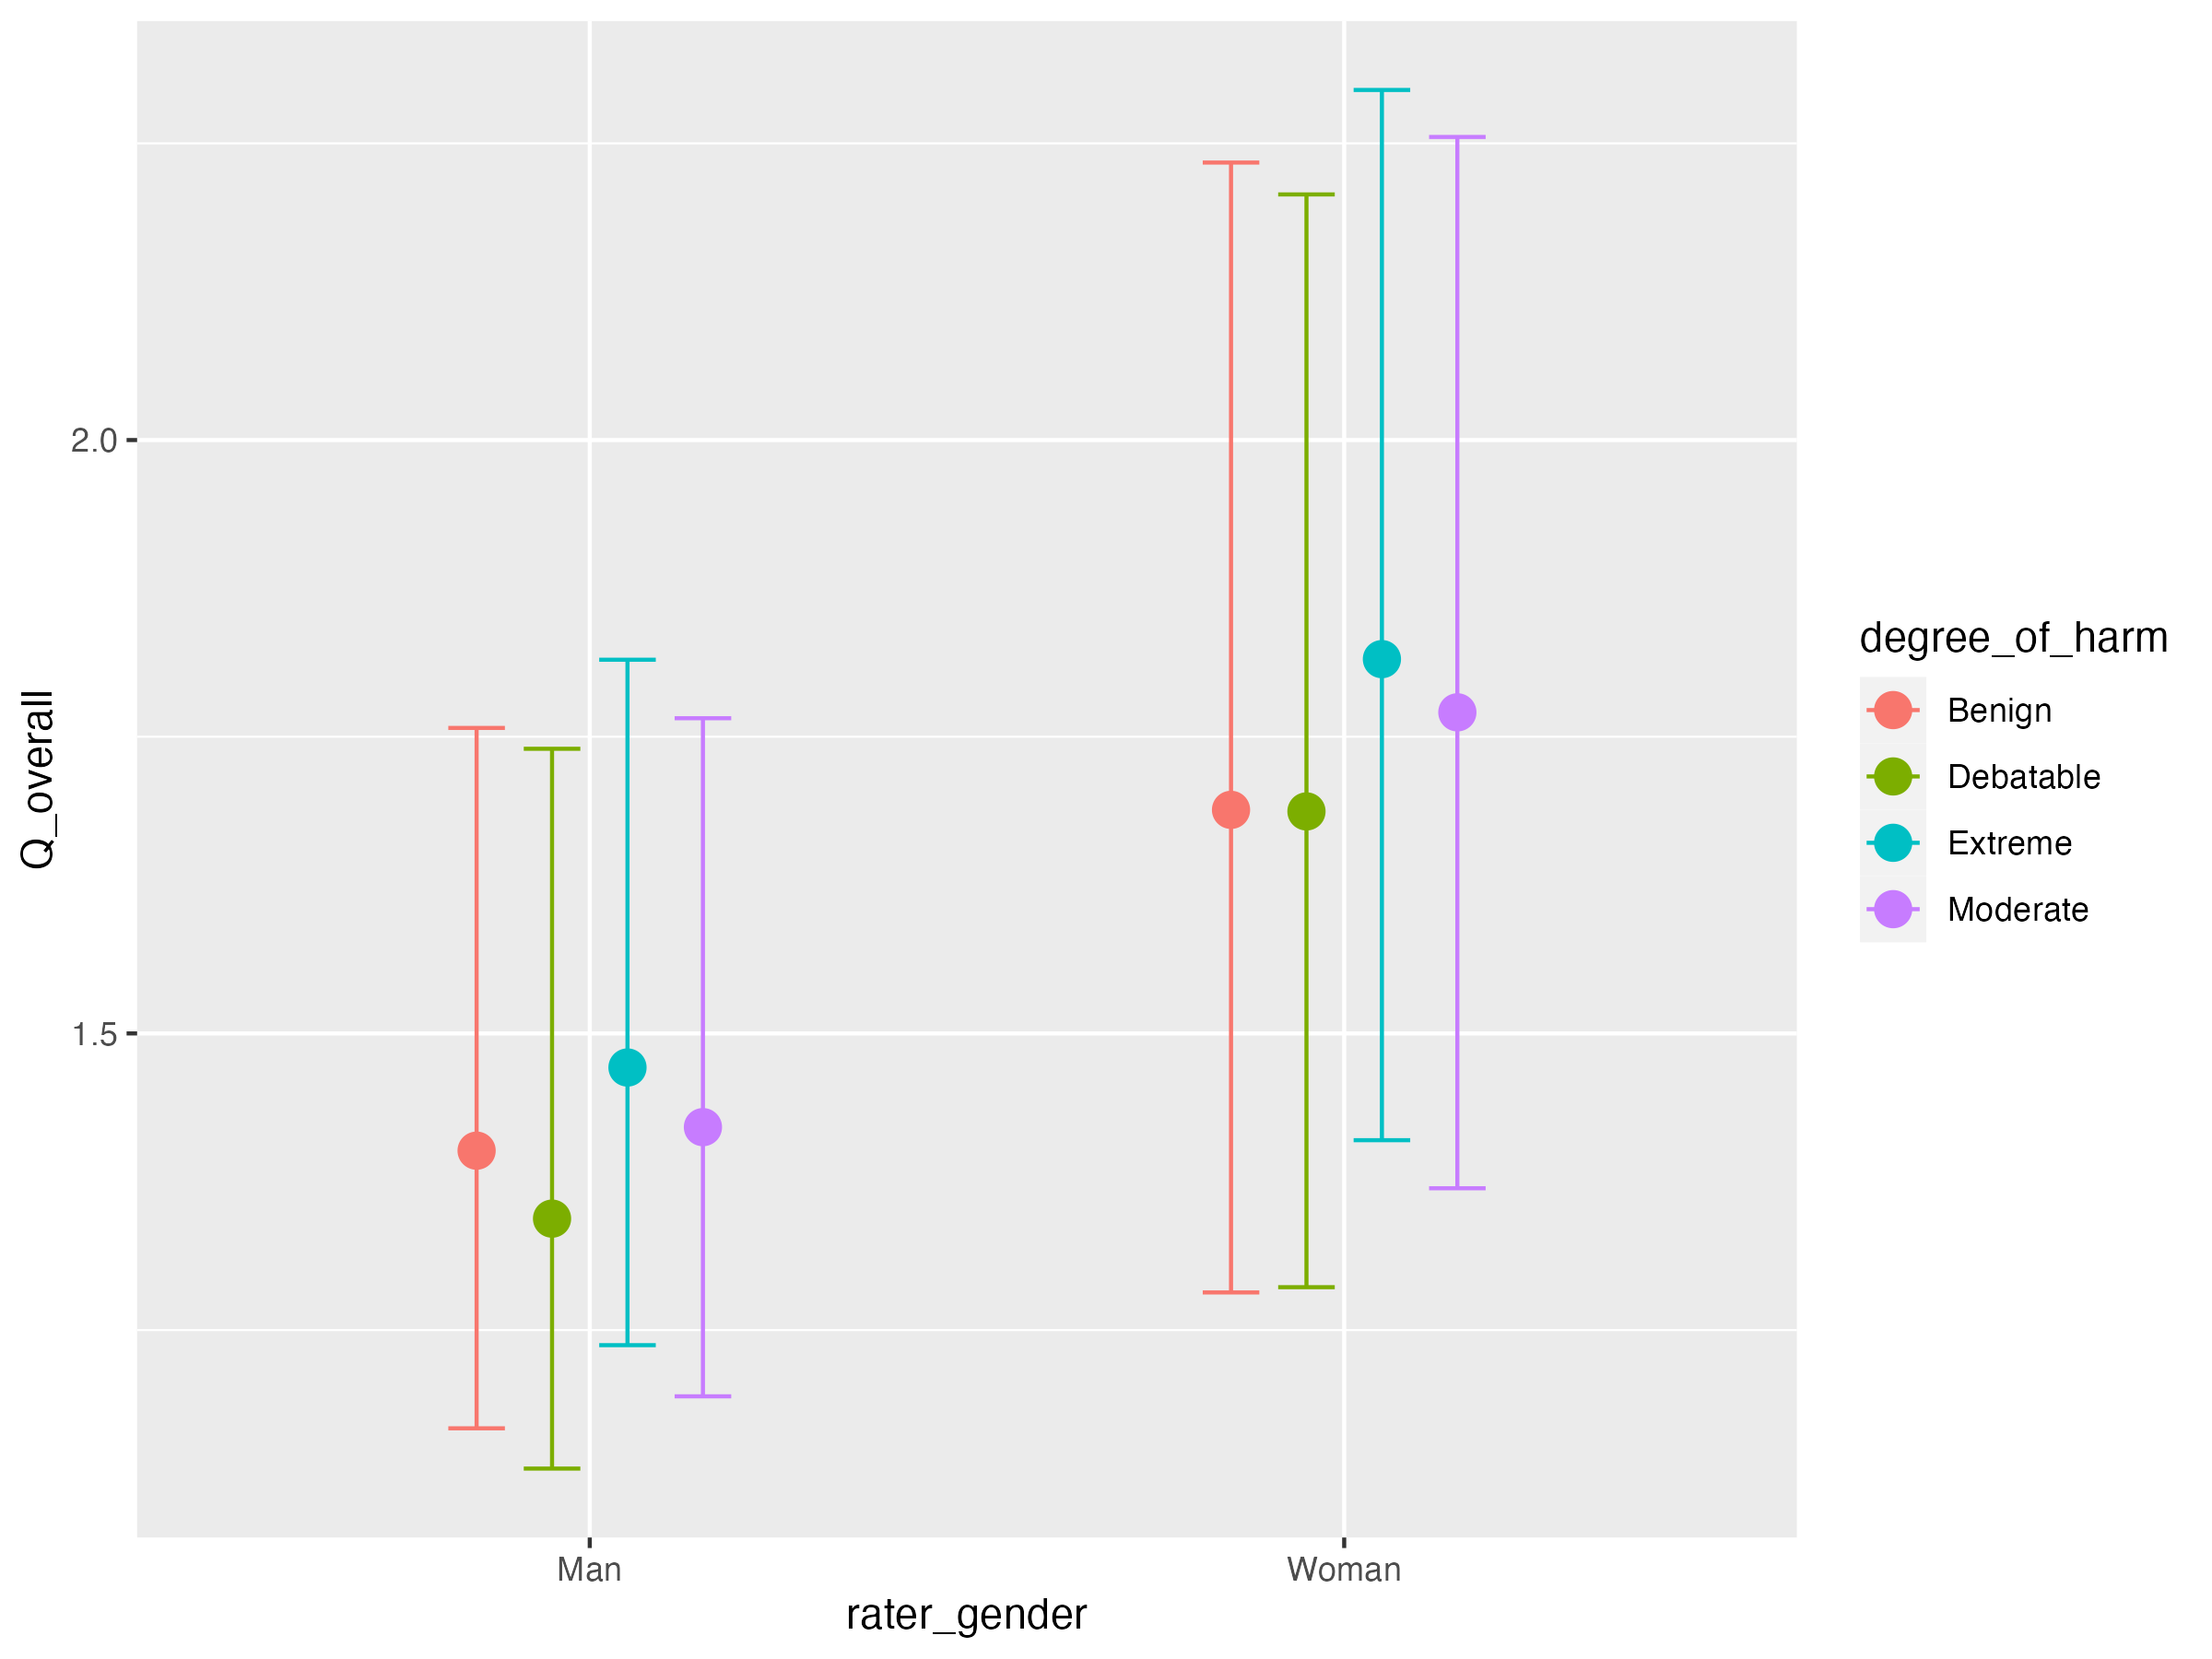 Q_overall
2.0
1.5
Man
Woman
rater_gender
degree_of_harm
Benign
Debatable
Extreme
Moderate